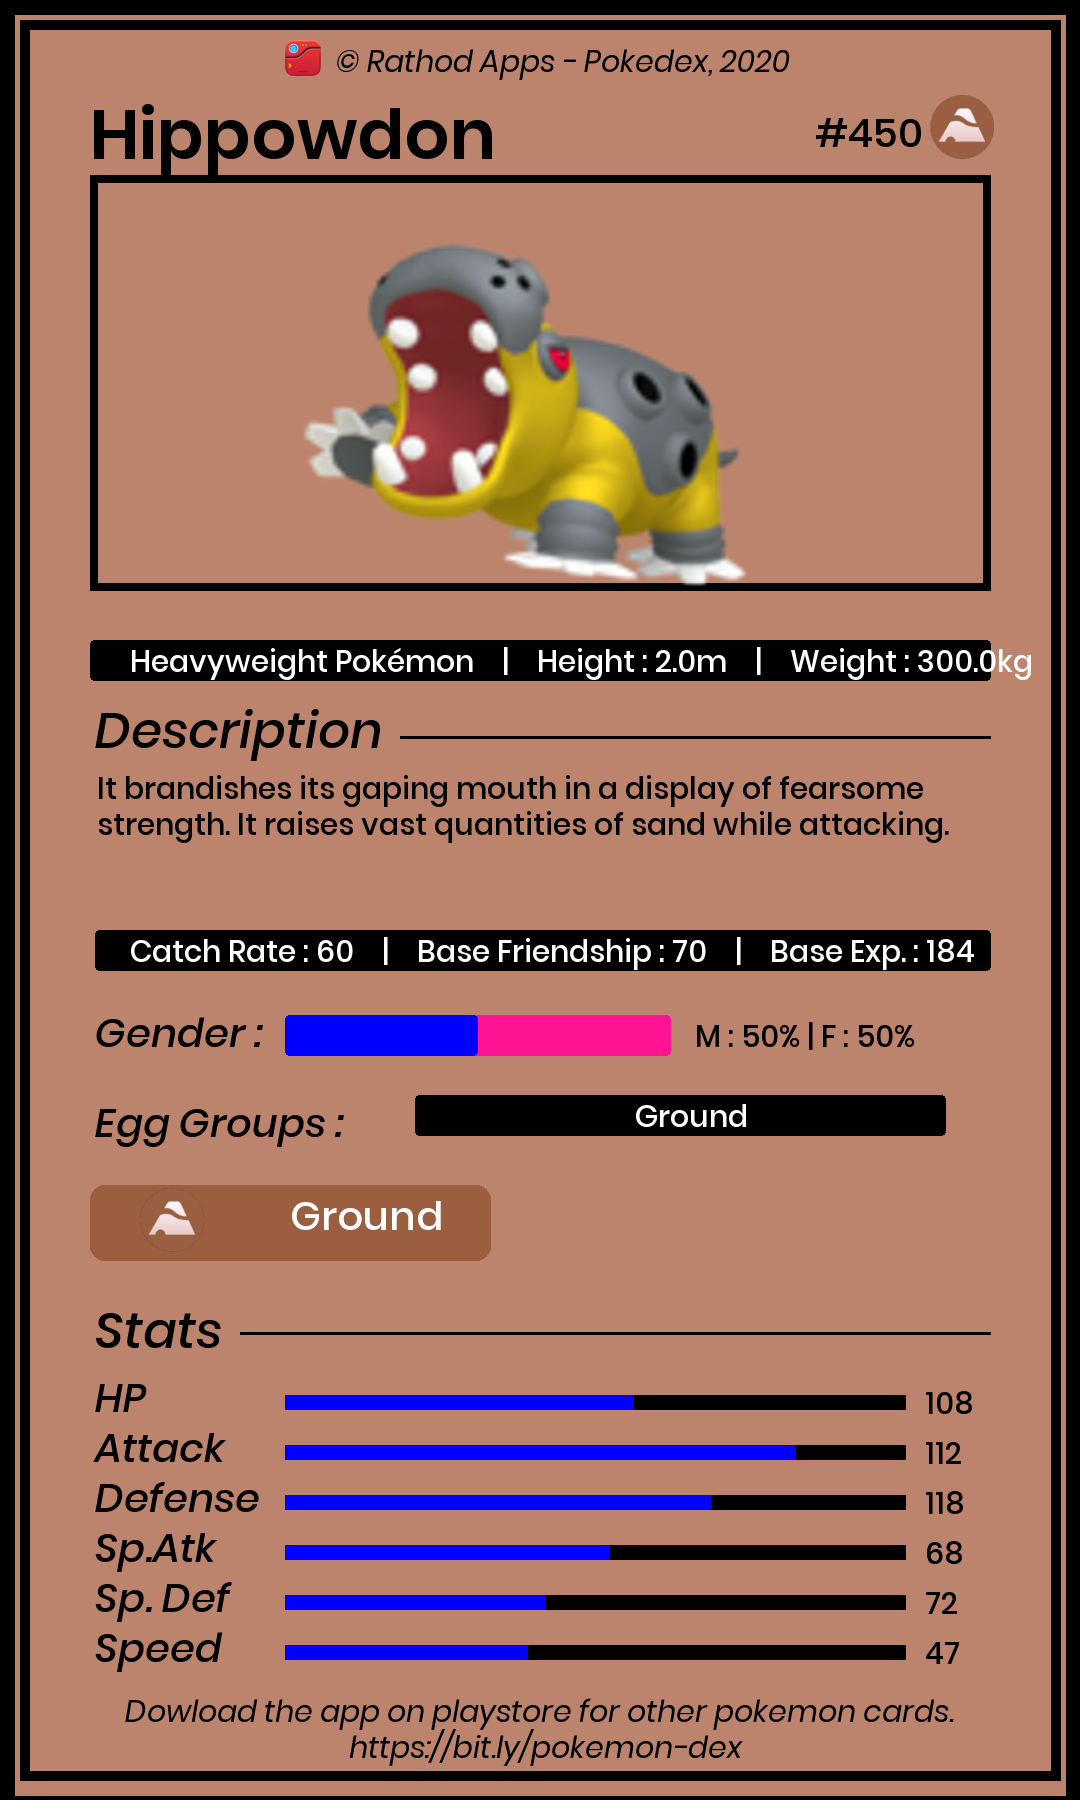 © Rathod Apps - Pokedex, 2020
Hippowdon
#450
Heavyweight Pokémon | Height : 2.0m | Weight : 300.0kg
Description
It brandishes its gaping mouth in a display of fearsome
strength. It raises vast quantities of sand while attacking.
Catch Rate : 60 | Base Friendship : 70 | Base Exp. : 184
Gender : M : 50% | F : 50%
Egg Groups : Ground
Ground
Stats
HP 108
Attack 112
Defense 118
Sp.Atk 68
Sp. Def 72
Speed 47
Dowload the app on playstore for other pokemon cards.
https://bit.ly/pokemon-dex